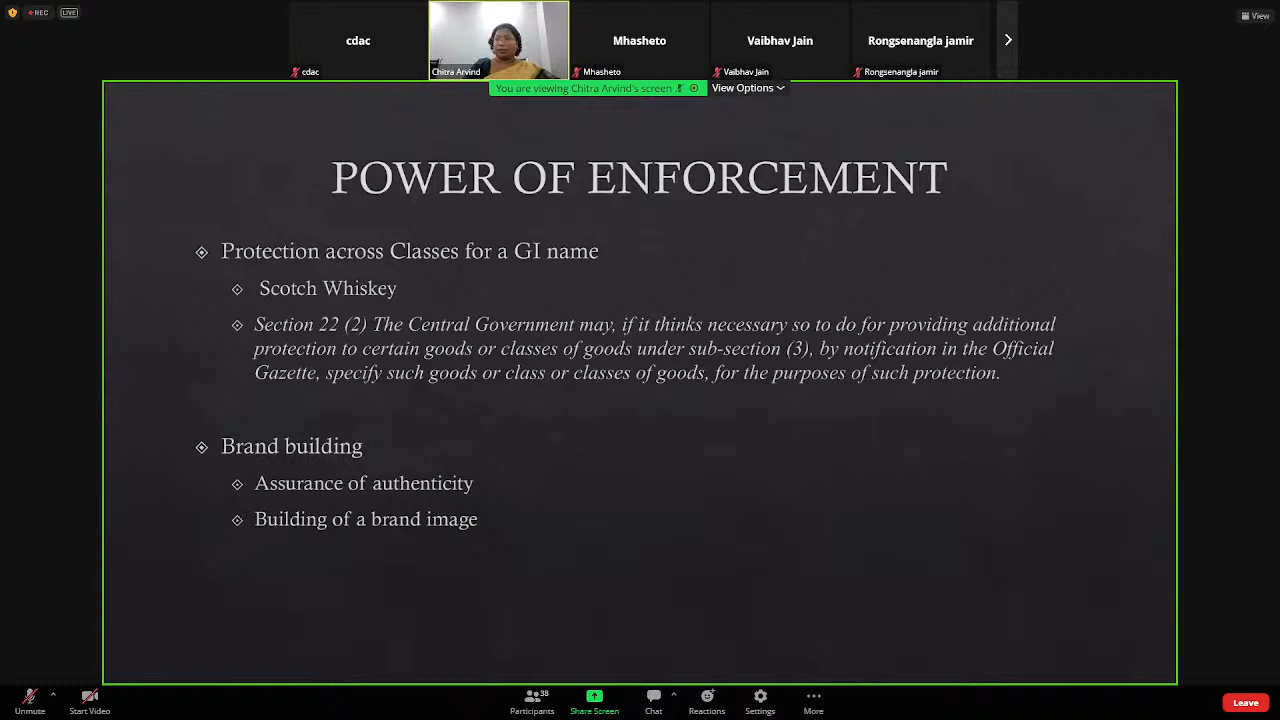 REC
LIVE
View
cdac
Mhasheto
Vaibhav Jain
Rongsenangla jamir
cdac
Chitra Arvind
Mhasheto
Vaibhav Jain
Rongsenangla jamir
You are viewing Chitra Arvind's screen
View Options
POWER OF ENFORCEMENT
Protection across Classes for a GI name
Scotch Whiskey
Section 22 (2) The Central Government may, if it thinks necessary so to do for providing additional
protection to certain goods or classes of goods under sub-section (3), by notification in the Official
Gazette, specify such goods or class or classes of goods, for the purposes of such protection.
Brand building
Assurance of authenticity
Building of a brand image
Unmute
Start Video
38
Participants
Share Screen
Chat
Reactions
Settings
More
Leave